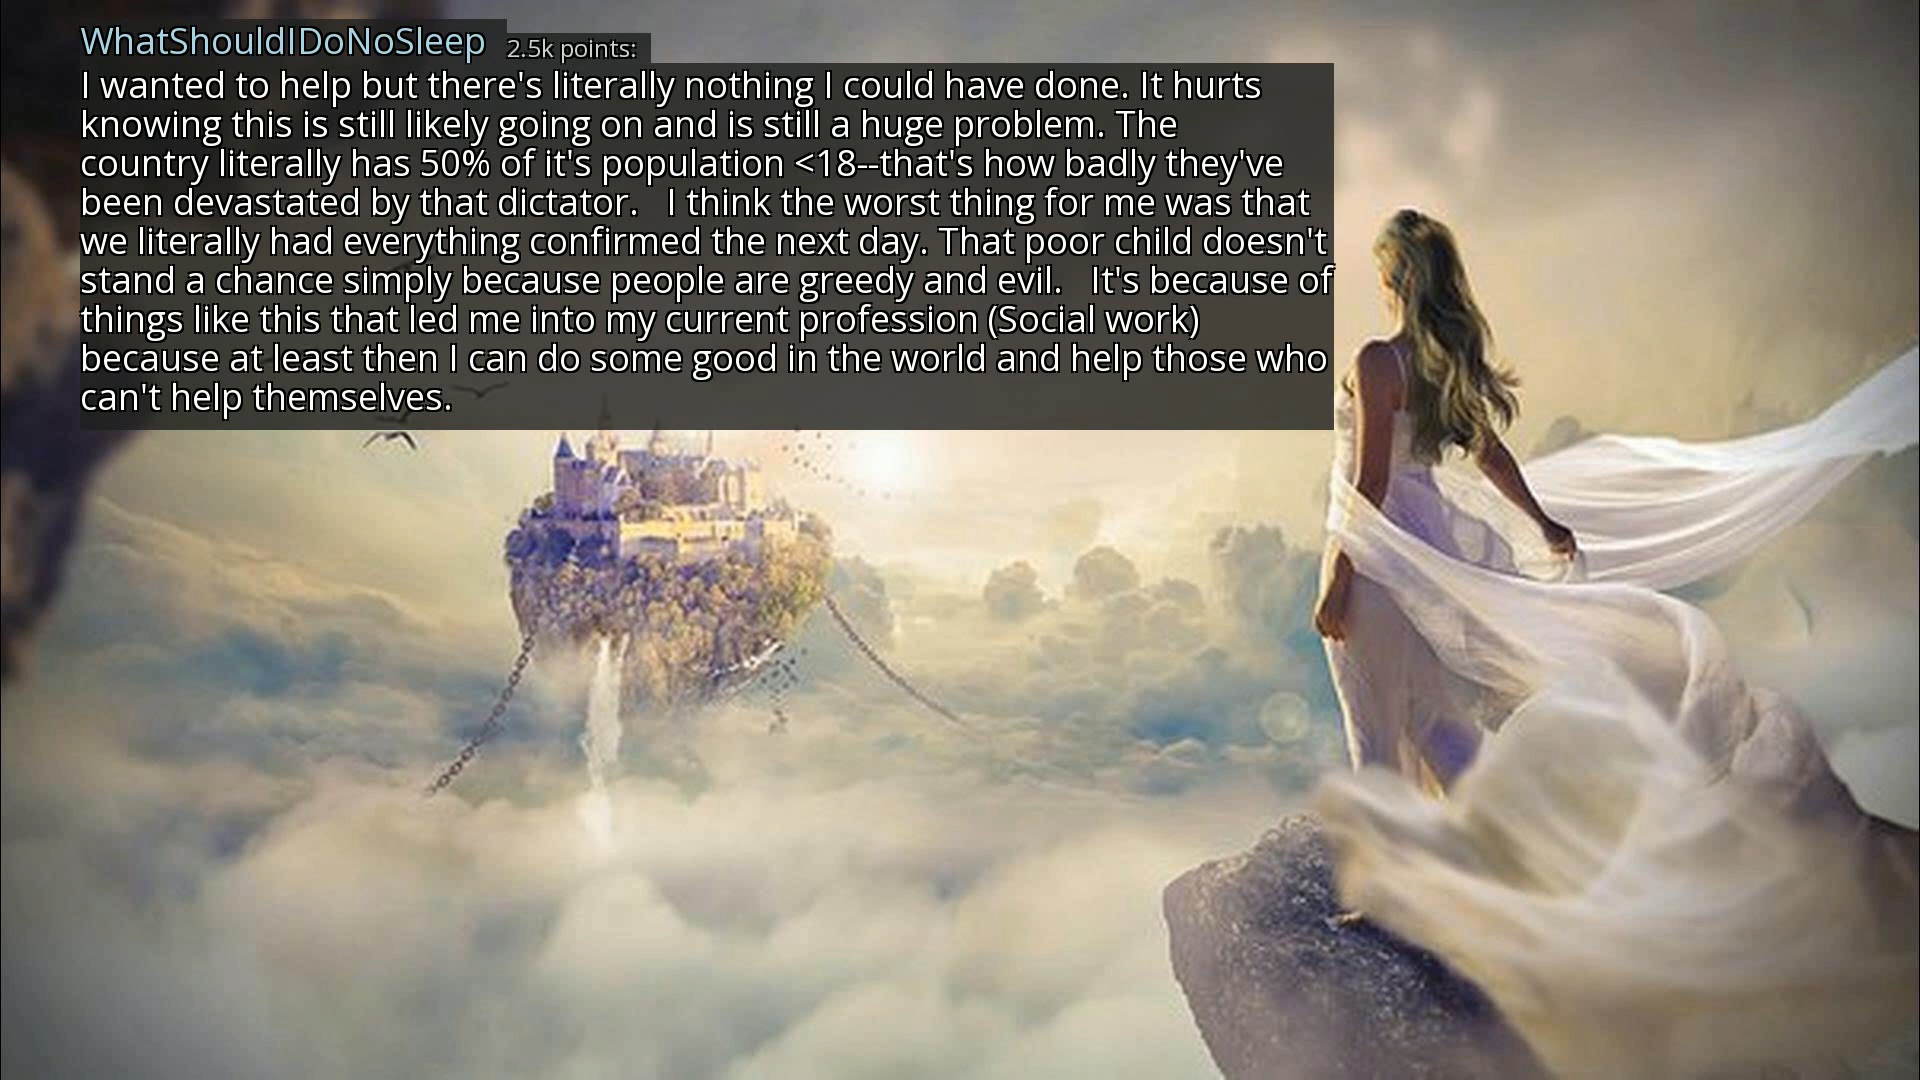 WhatShouldIDoNoSleep 2.5k points:
I wanted to help but there's literally nothing I could have done. It hurts
knowing this is still likely going on and is still a huge problem. The
country literally has 50% of it's population <18--that's how badly they've
been devastated by that dictator.   I think the worst thing for me was that
we literally had everything confirmed the next day. That poor child doesn't
stand a chance simply because people are greedy and evil.   It's because of
things like this that led me into my current profession (Social work)
because at least then I can do some good in the world and help those who
can't help themselves.